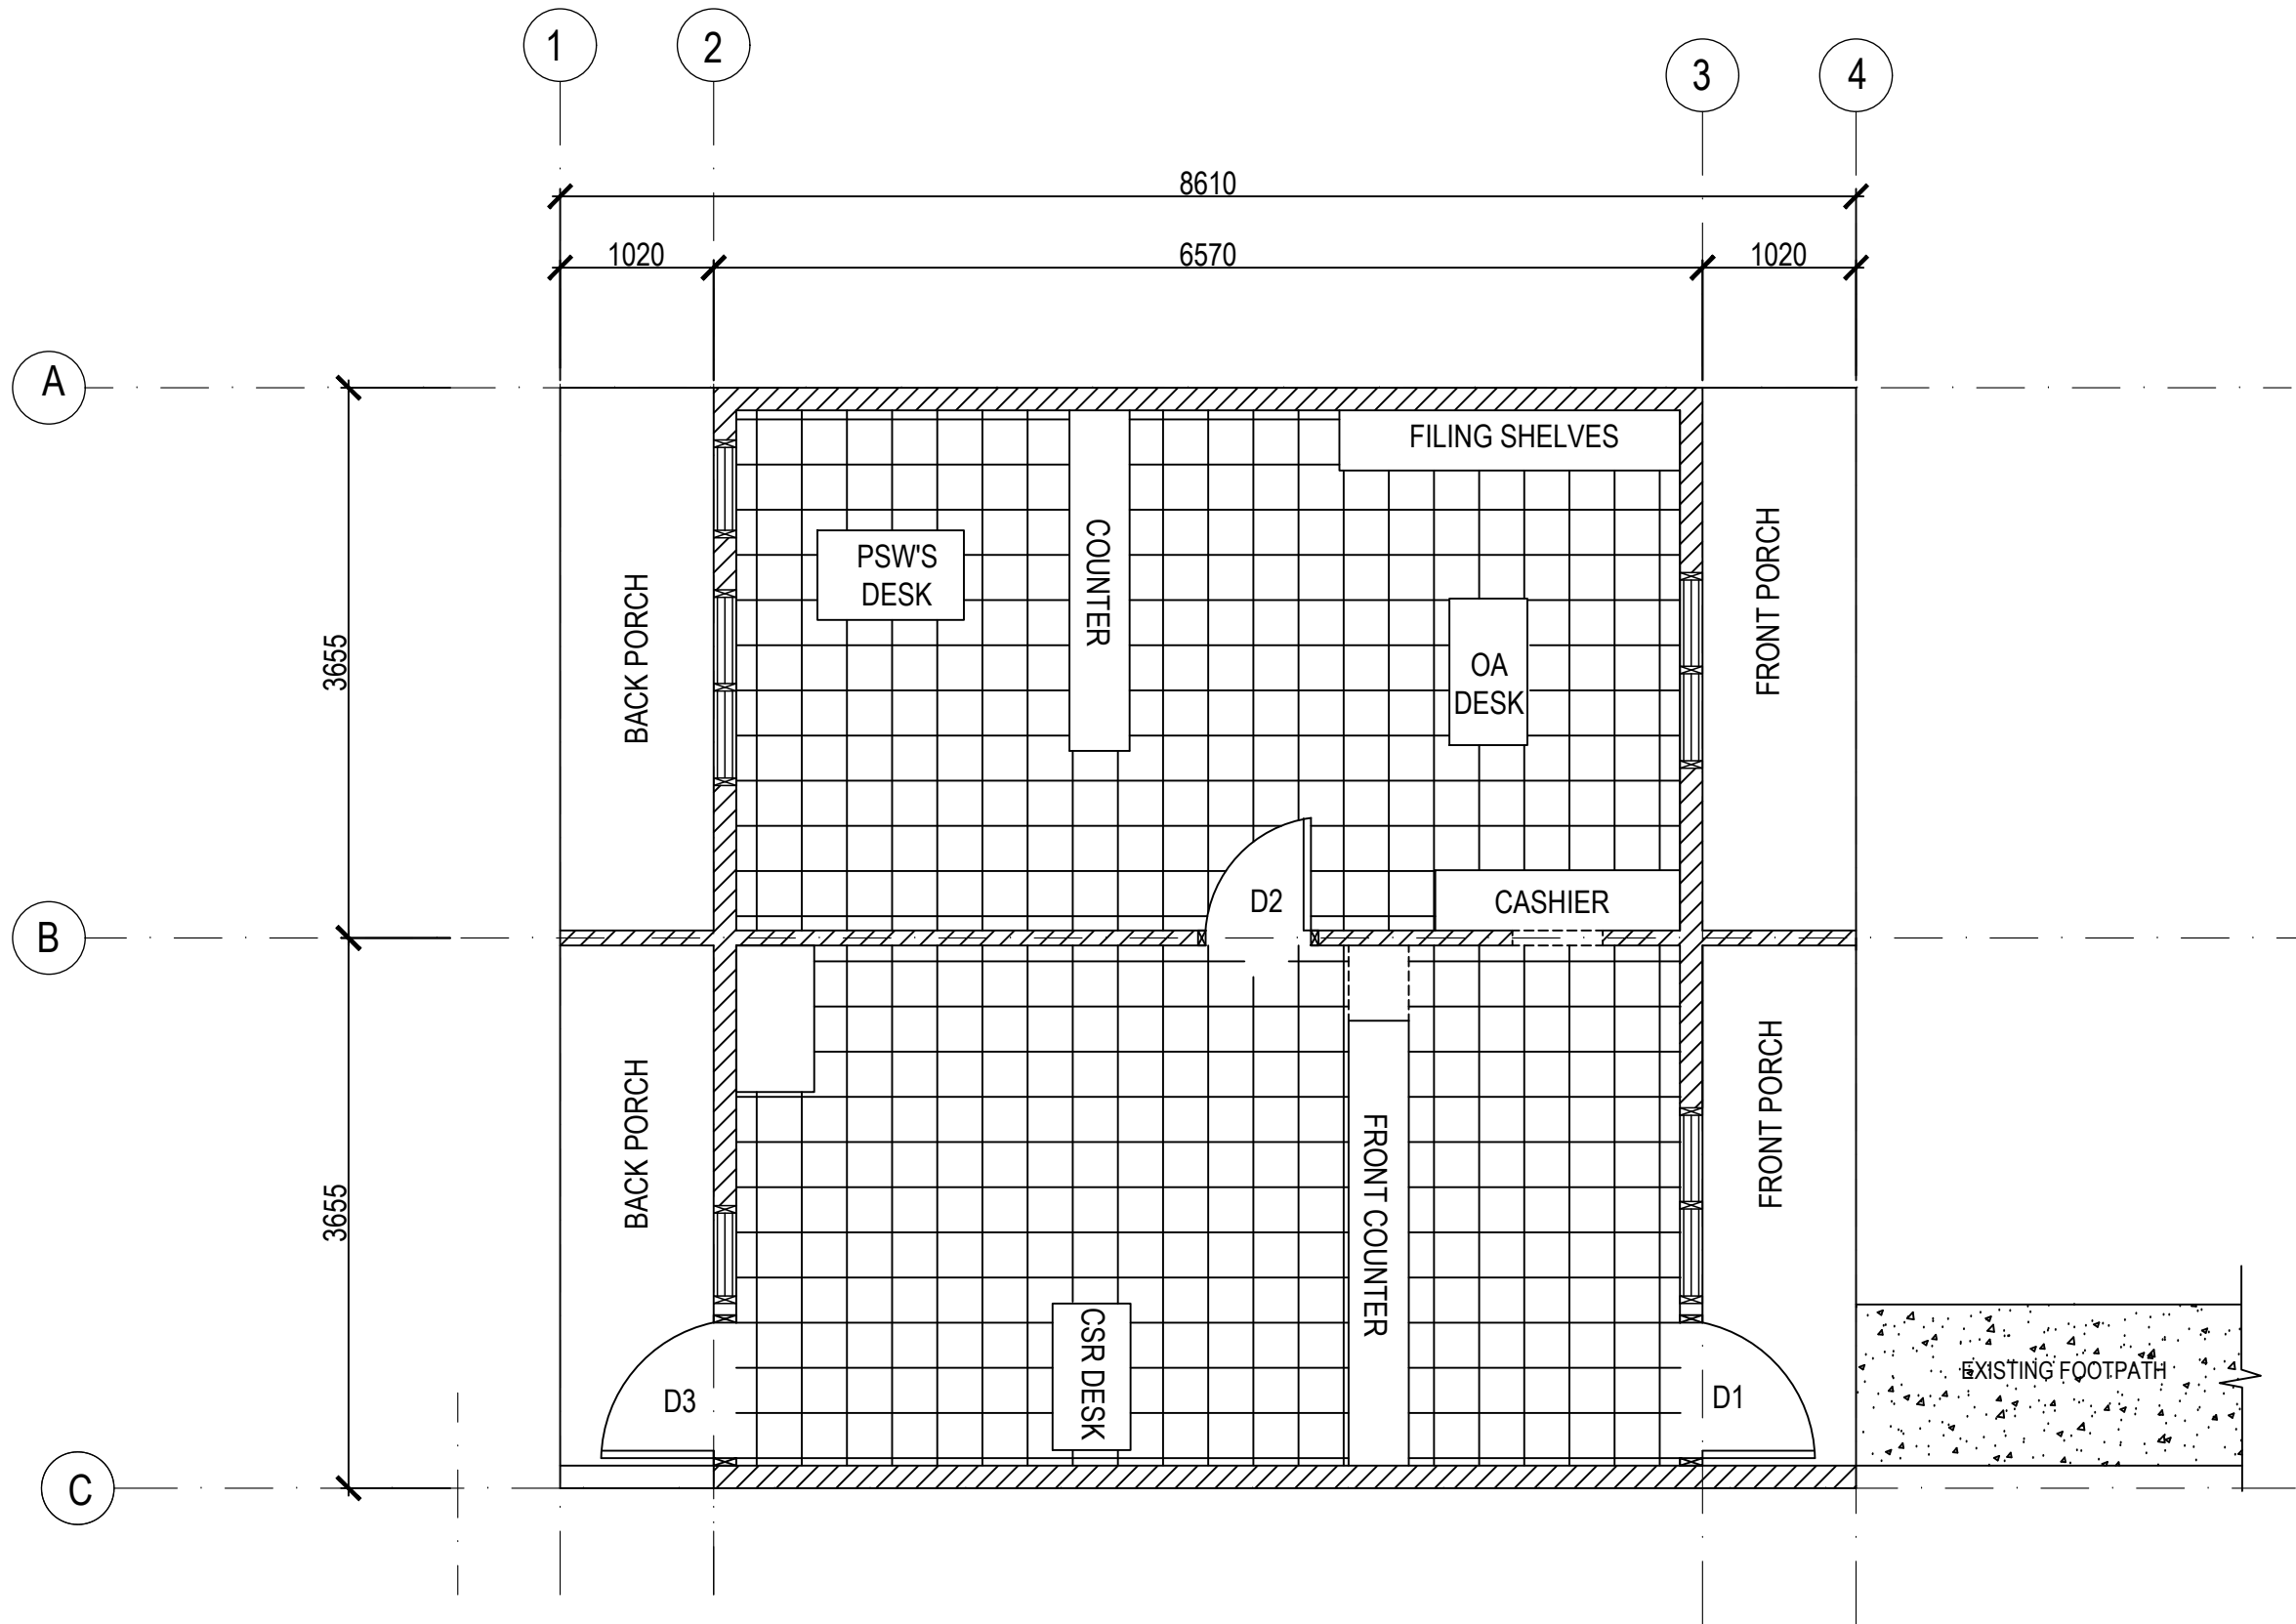 1
2
3
4
8610
1020
6570
1020
A
FILING SHELVES
COUNTER
PSW'S
DESK
FRONT PORCH
BACK PORCH
3655
OA
DESK
D2
CASHIER
B
BACK PORCH
FRONT PORCH
FRONT COUNTER
3655
CSR DESK
EXISTING FOOTPATH
D3
D1
C